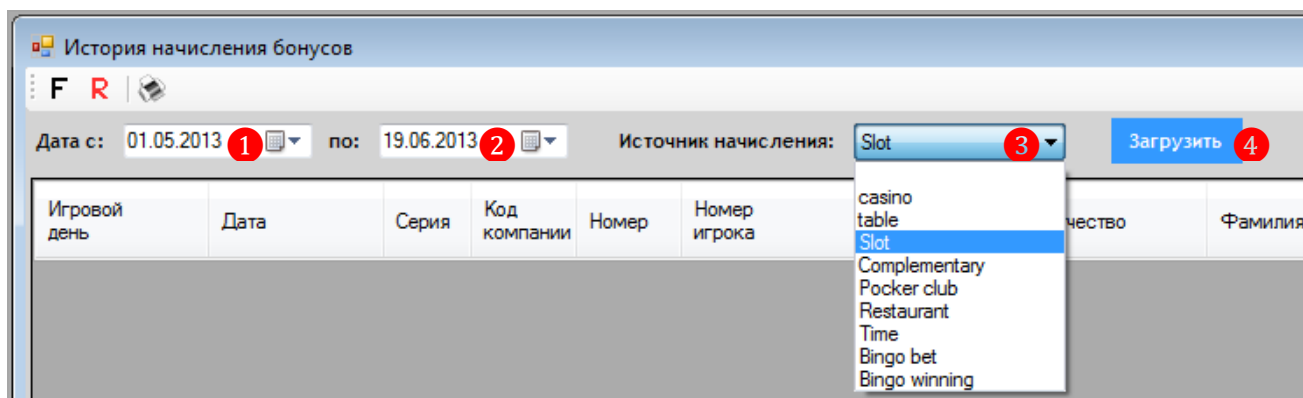 История начисления бонусов
F R
Дата с: 01.05.2013 1 по: 19.06.2013 2 Источник начисления: Slot 3 Загрузить 4
Игровой день Дата Серия Код компании Номер Номер игрока чество Фамилия
casino
table
Slot
Complementary
Pocker club
Restaurant
Time
Bingo bet
Bingo winning